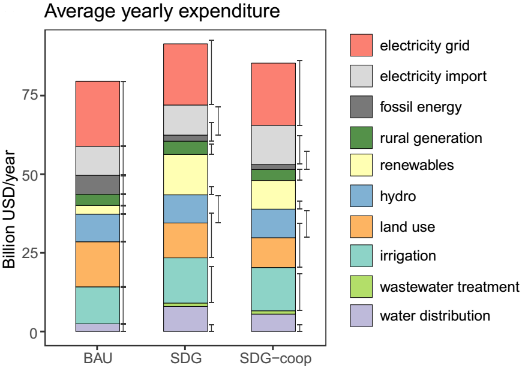 Average yearly expenditure
Billion USD/year
75
50
25
0
BAU
SDG
SDG-coop
electricity grid
electricity import
fossil energy
rural generation
renewables
hydro
land use
irrigation
wastewater treatment
water distribution